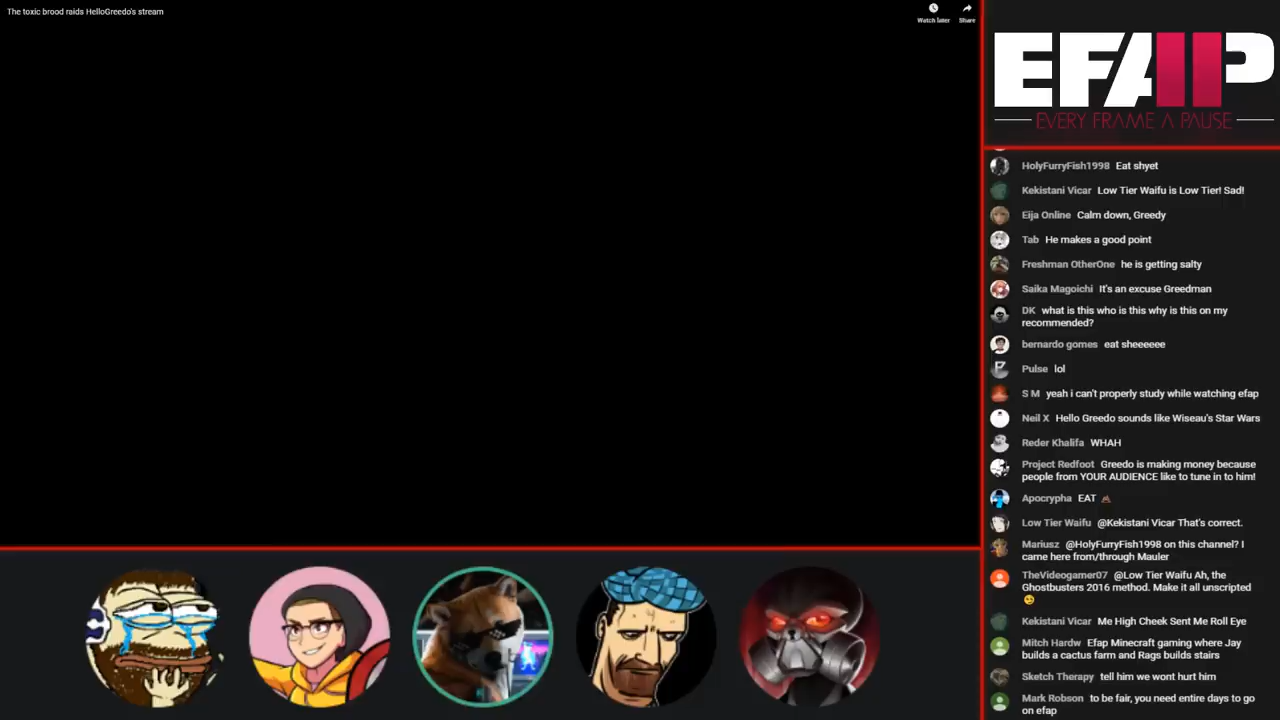 The toxic brood raids HelloGreedo's stream
Watch later
Share
EFAP
EVERY FRAME A PAUSE
HolyFurryFish1998 Eat shyet
Kekistani Vicar Low Tier Waifu is Low Tier! Sad!
Eija Online Calm down, Greedy
Tab He makes a good point
Freshman OtherOne he is getting salty
Saika Magoichi It's an excuse Greedman
DK what is this who is this why is this on my
recommended?
bernardo gomes eat sheeeeee
Pulse lol
S M yeah i can't properly study while watching efap
Neil X Hello Greedo sounds like Wiseau's Star Wars
Reder Khalifa WHAH
Project Redfoot Greedo is making money because
people from YOUR AUDIENCE like to tune in to him!
Apocrypha EAT 💩
Low Tier Waifu @Kekistani Vicar That's correct.
Mariusz @HolyFurryFish1998 on this channel? I
came here from/through Mauler
TheVideogamer07 @Low Tier Waifu Ah, the
Ghostbusters 2016 method. Make it all unscripted
😉
Kekistani Vicar Me High Cheek Sent Me Roll Eye
Mitch Hardw Efap Minecraft gaming where Jay
builds a cactus farm and Rags builds stairs
Sketch Therapy tell him we wont hurt him
Mark Robson to be fair, you need entire days to go
on efap